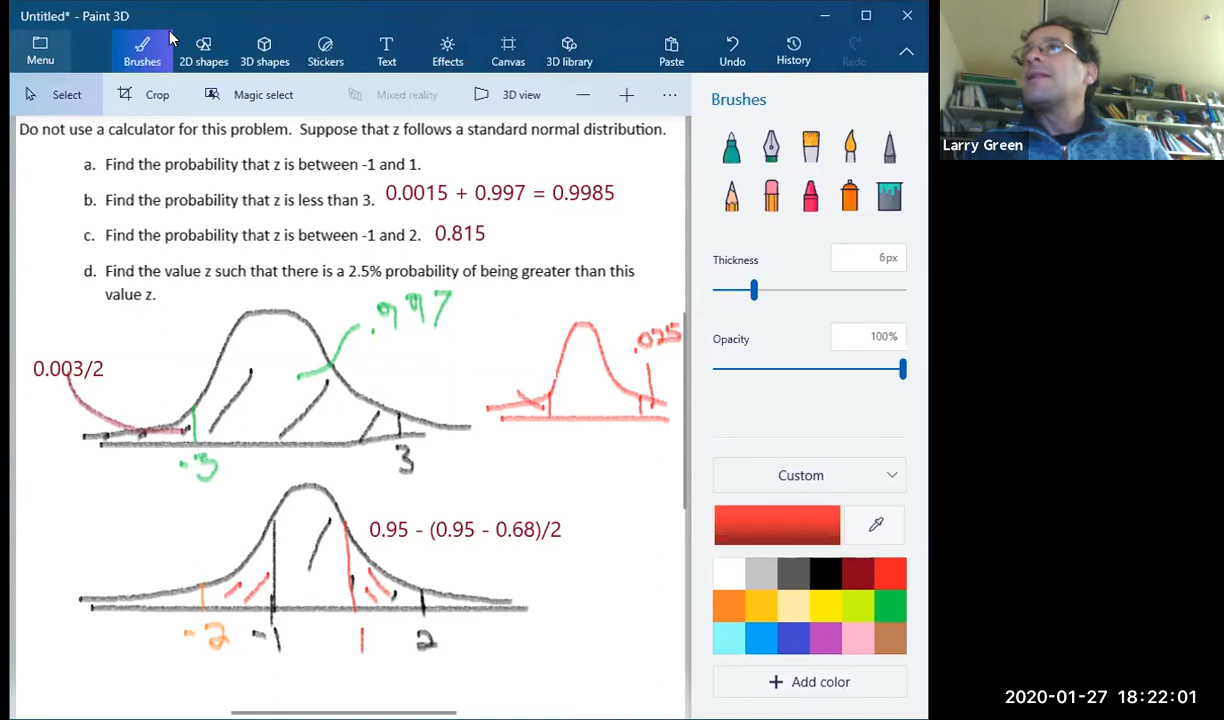 Untitled* - Paint 3D
Menu
Brushes
2D shapes
3D shapes
Stickers
Text
Effects
Canvas
3D library
Paste
Undo
History
Redo
Select
Crop
Magic select
Mixed reality
3D view
Brushes
Larry Green
Do not use a calculator for this problem. Suppose that z follows a standard normal distribution.
a. Find the probability that z is between -1 and 1.
b. Find the probability that z is less than 3. 0.0015 + 0.997 = 0.9985
c. Find the probability that z is between -1 and 2. 0.815
d. Find the value z such that there is a 2.5% probability of being greater than this
value z.
.997
.025
0.003/2
-3
3
0.95 - (0.95 - 0.68)/2
-2
-1
1
2
Thickness
6px
Opacity
100%
Custom
Add color
2020-01-27 18:22:01